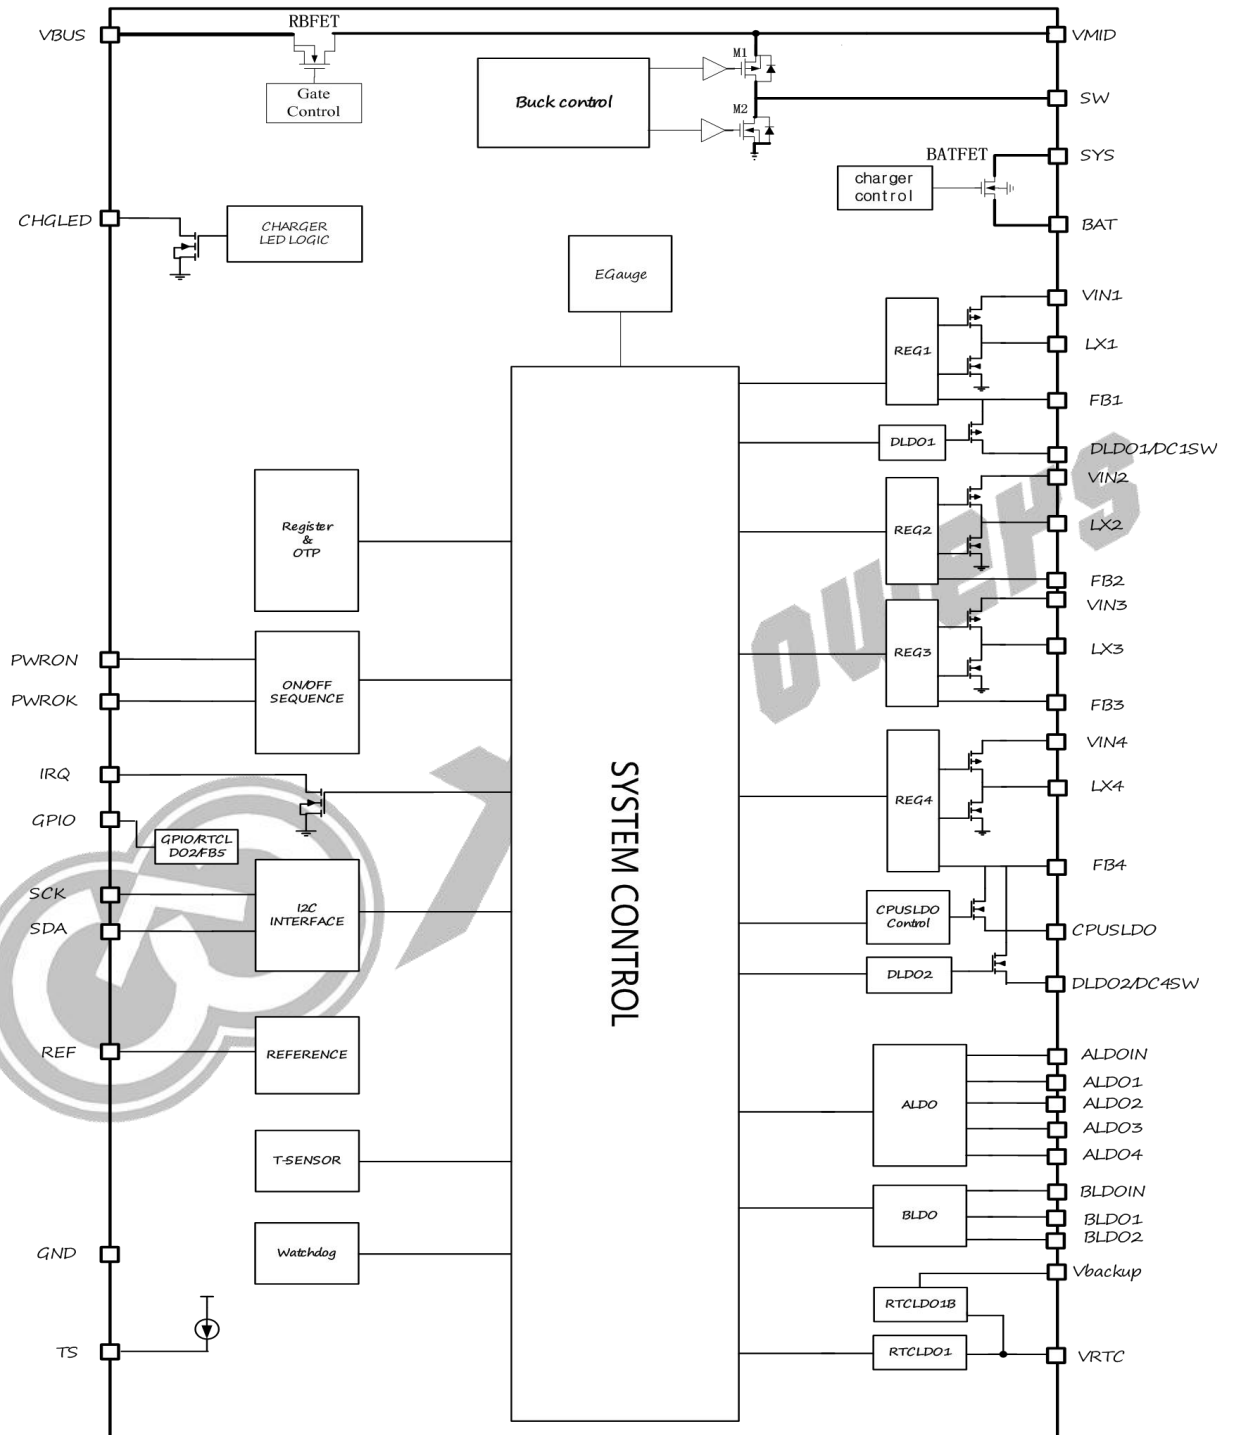 VBUS
RBFET
VMID
Gate
Control
Buck control
M1
M2
SW
BATFET
SYS
charger
control
BAT
CHGLED
CHARGER
LED LOGIC
EGauge
VIN1
REG1
LX1
FB1
DLDO1
DLDO1/DC1SW
VIN2
REG2
LX2
FB2
VIN3
REG3
LX3
FB3
VIN4
REG4
LX4
FB4
CPUSLDO
Control
CPUSLDO
DLDO2
DLDO2/DC4SW
Register
&
OTP
PWRON
PWROK
ON/OFF
SEQUENCE
IRQ
GPIO
GPIO/RTCL
DO2/FB5
SCK
SDA
I2C
INTERFACE
REF
REFERENCE
T-SENSOR
Watchdog
GND
TS
SYSTEM CONTROL
ALDO
ALDOIN
ALDO1
ALDO2
ALDO3
ALDO4
BLDO
BLDOIN
BLDO1
BLDO2
Vbackup
RTCLDO1B
RTCLDO1
VRTC